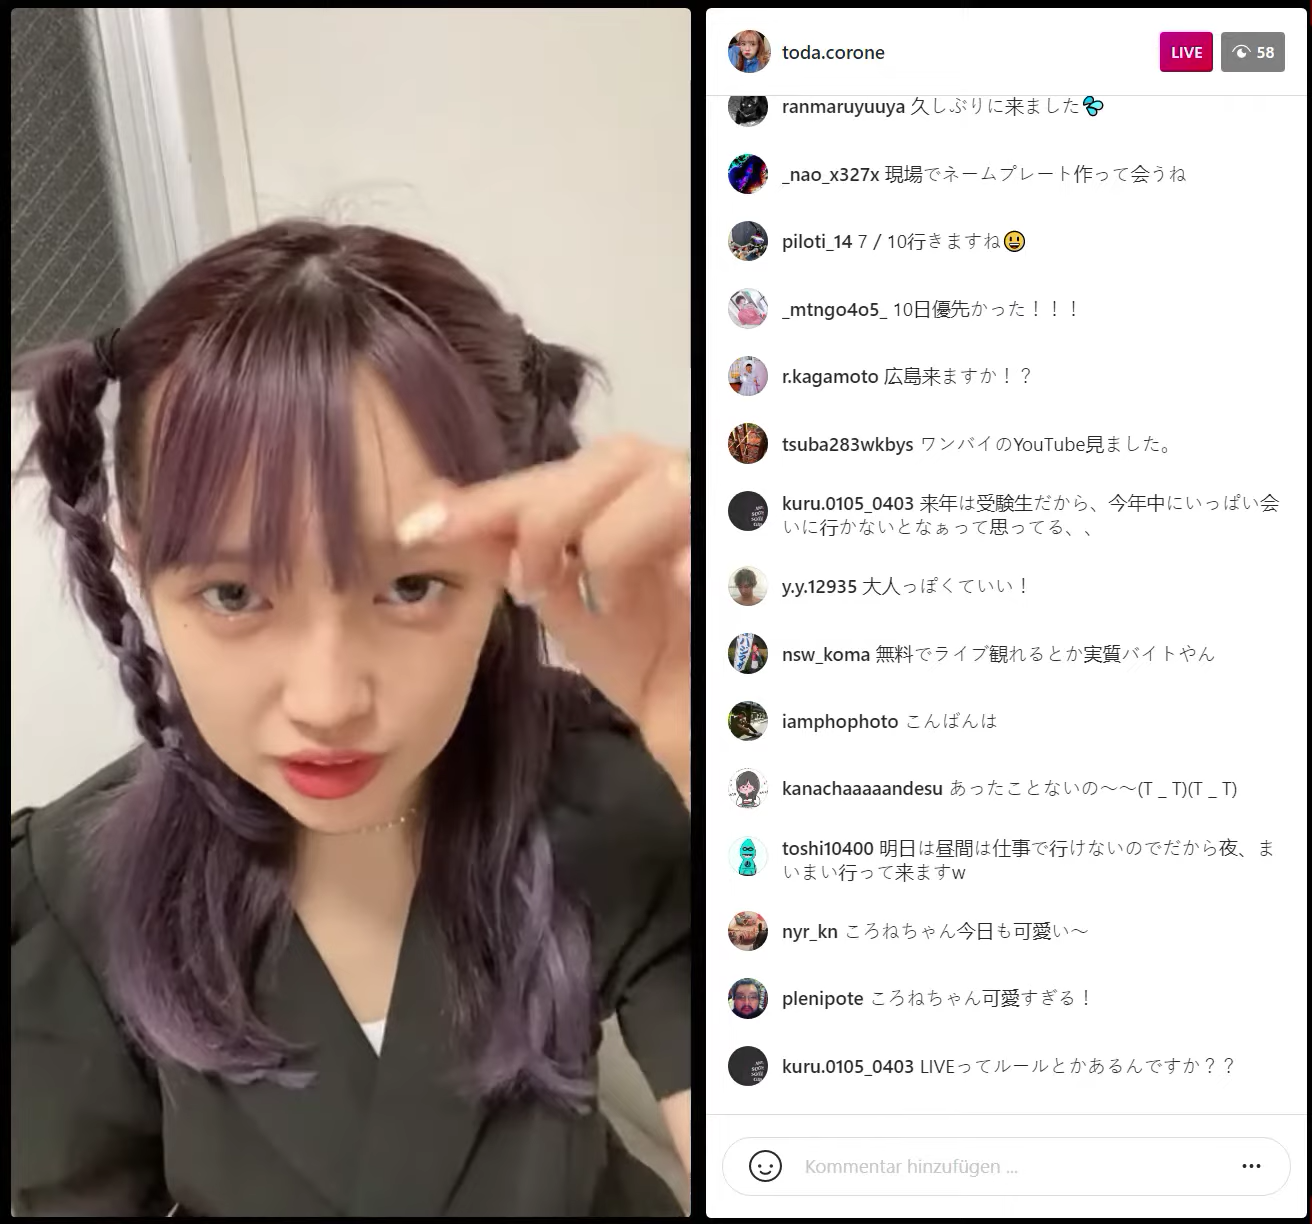 toda.corone
LIVE
58
ranmaruyuuya 久しぶりに来ました💦
_nao_x327x 現場でネームプレート作って会うね
piloti_14 7 / 10行きますね😃
_mtngo4o5_ 10日優先かった！！！
r.kagamoto 広島来ますか！？
tsuba283wkbys ワンバイのYouTube見ました。
kuru.0105_0403 来年は受験生だから、今年中にいっぱい会
いに行かないとなぁって思ってる、、
y.y.12935 大人っぽくていい！
nsw_koma 無料でライブ観れるとか実質バイトやん
iamphophoto こんばんは
kanachaaaaandesu あったことないの〜〜(T _ T)(T _ T)
toshi10400 明日は昼間は仕事で行けないのでだから夜、ま
いまい行って来ますw
nyr_kn ころねちゃん今日も可愛い〜
plenipote ころねちゃん可愛すぎる！
kuru.0105_0403 LIVEってルールとかあるんですか？？
Kommentar hinzufügen ...